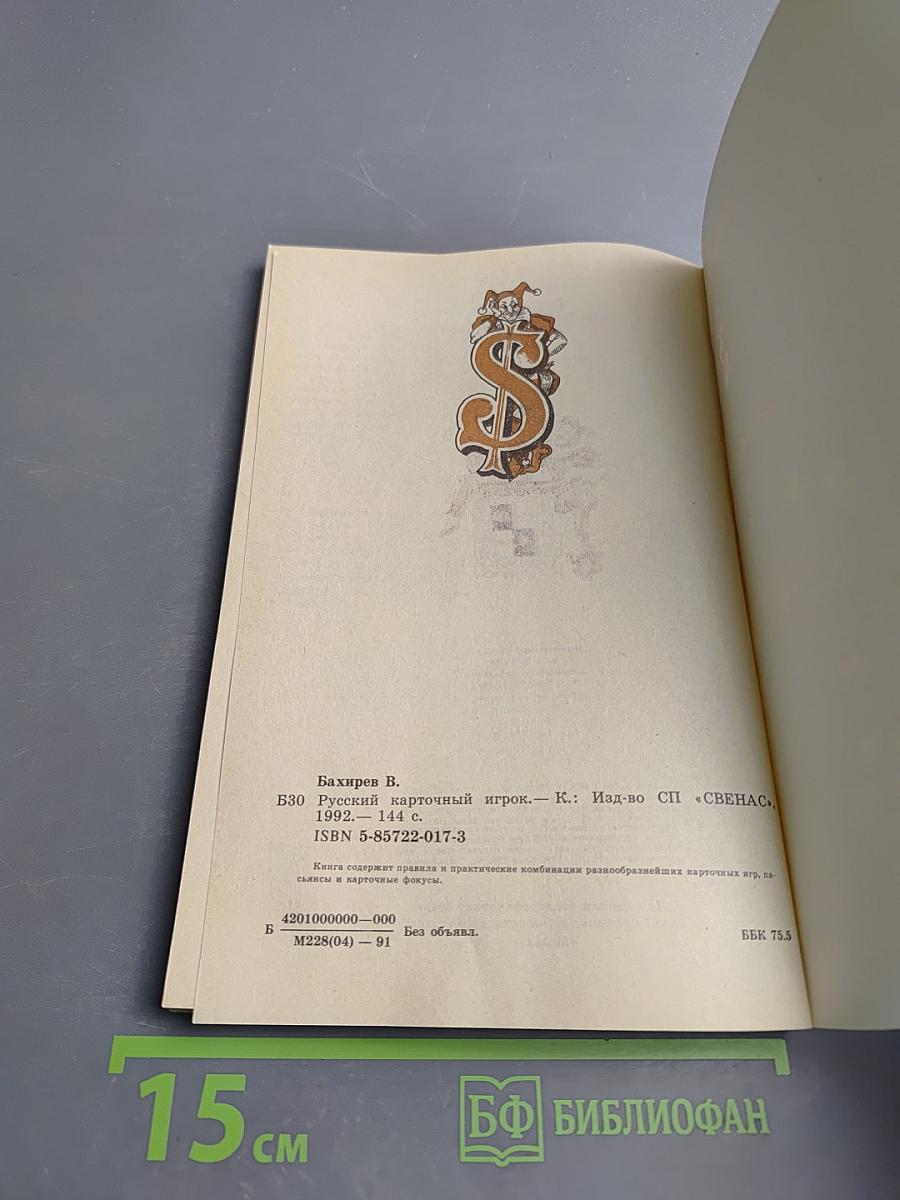 $
Бахирев В.
Б30 Русский карточный игрок.— К.: Изд-во СП «СВЕНАС»,
1992.— 144 с.
ISBN 5-85722-017-3
Книга содержит правила и практические комбинации разнообразнейших карточных игр, па-
сьянсы и карточные фокусы.
Б 4201000000—000
М228(04) — 91 Без объявл.
ББК 75.5
15 см
БФ БИБЛИОФАН